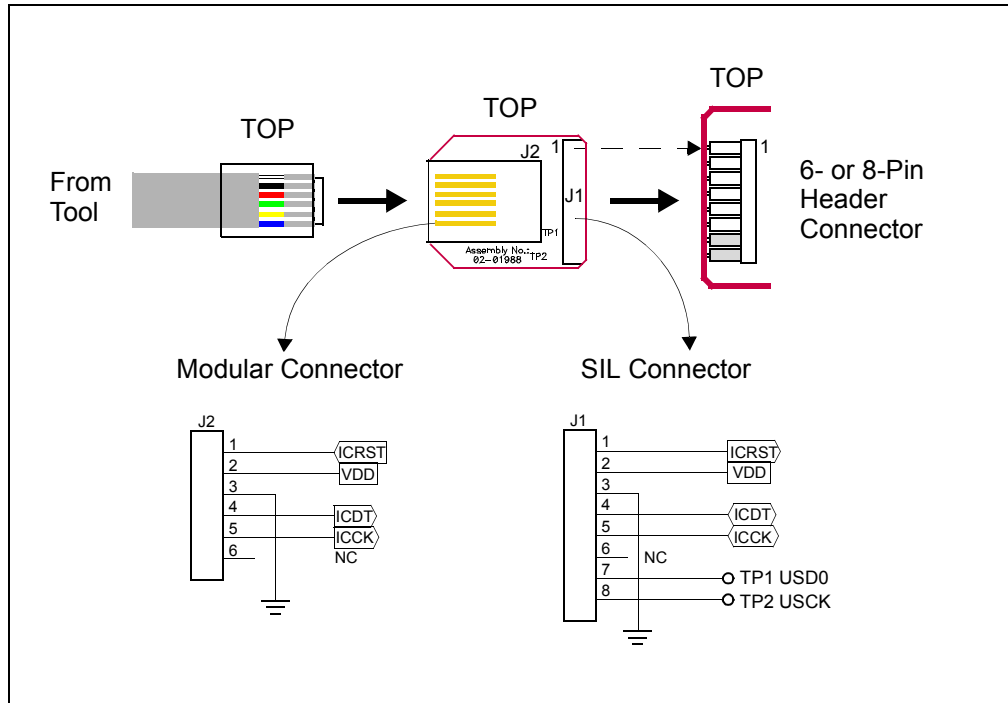 TOP
TOP
TOP
From
Tool
J2
1
J1
TP1
Assembly No.:
02-01988
TP2
1
6- or 8-Pin
Header
Connector
Modular Connector
SIL Connector
J2
1
ICRST
2
VDD
3
4
ICDT
5
ICCK
6
NC
J1
1
ICRST
2
VDD
3
4
ICDT
5
ICCK
6
NC
7
TP1 USD0
8
TP2 USCK